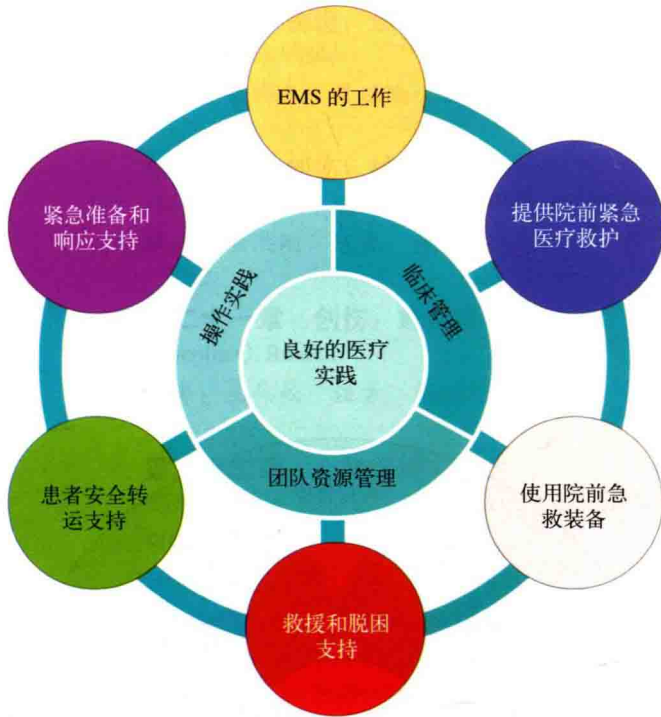 EMS 的工作
紧急准备和
响应支持
提供院前紧急
医疗救护
操作实践
临床管理
良好的医疗
实践
团队资源管理
患者安全转
运支持
使用院前急
救装备
救援和脱困
支持